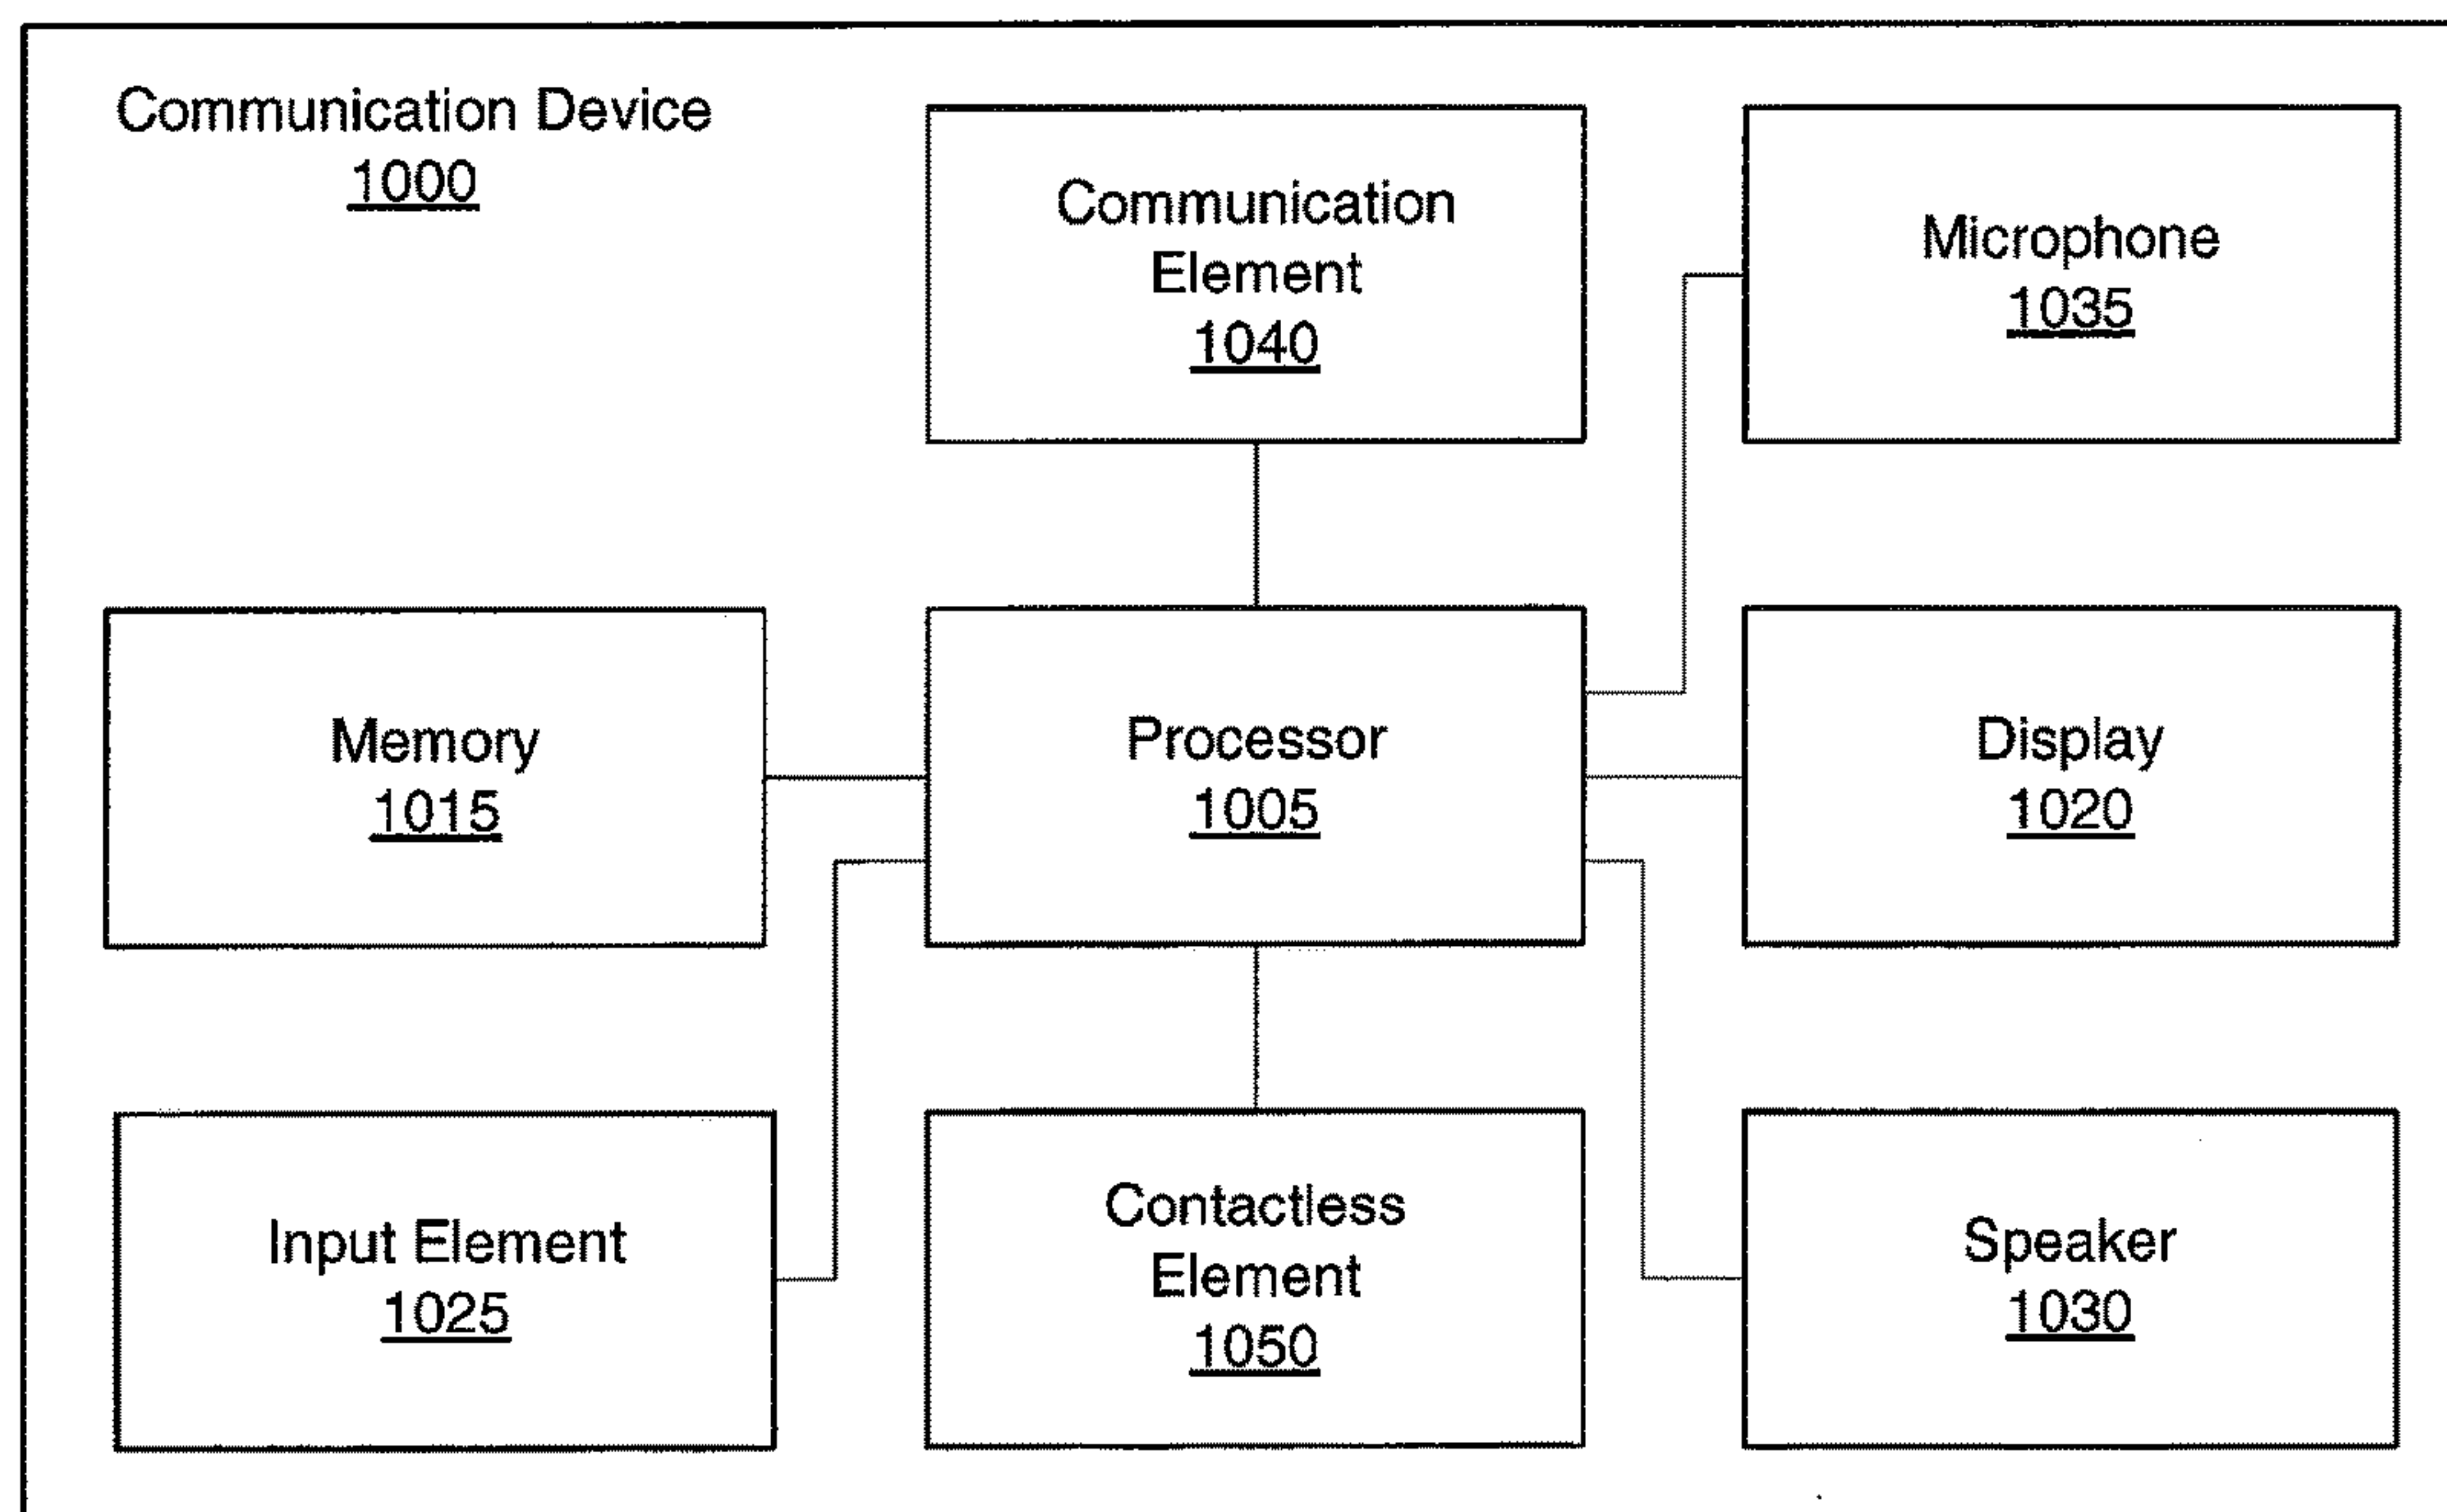 Communication Device
1000
Communication
Element
1040
Microphone
1035
Memory
1015
Processor
1005
Display
1020
Input Element
1025
Contactless
Element
1050
Speaker
1030